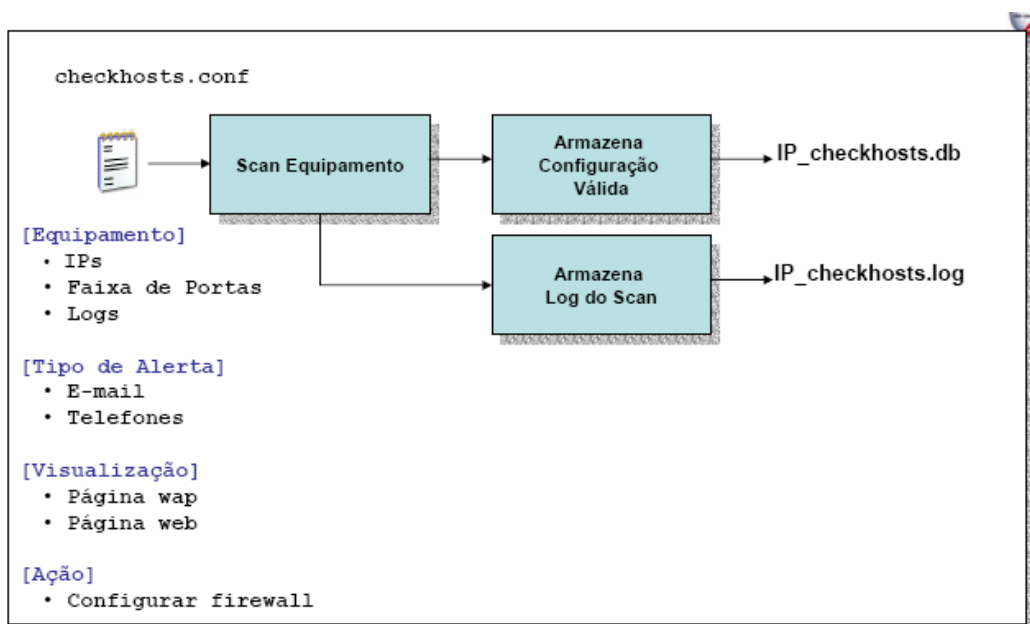 checkhosts.conf
Scan Equipamento
Armazena
Configuração
Válida
IP_checkhosts.db
Armazena
Log do Scan
IP_checkhosts.log
[Equipamento]
• IPs
• Faixa de Portas
• Logs
[Tipo de Alerta]
• E-mail
• Telefones
[Visualização]
• Página wap
• Página web
[Ação]
• Configurar firewall